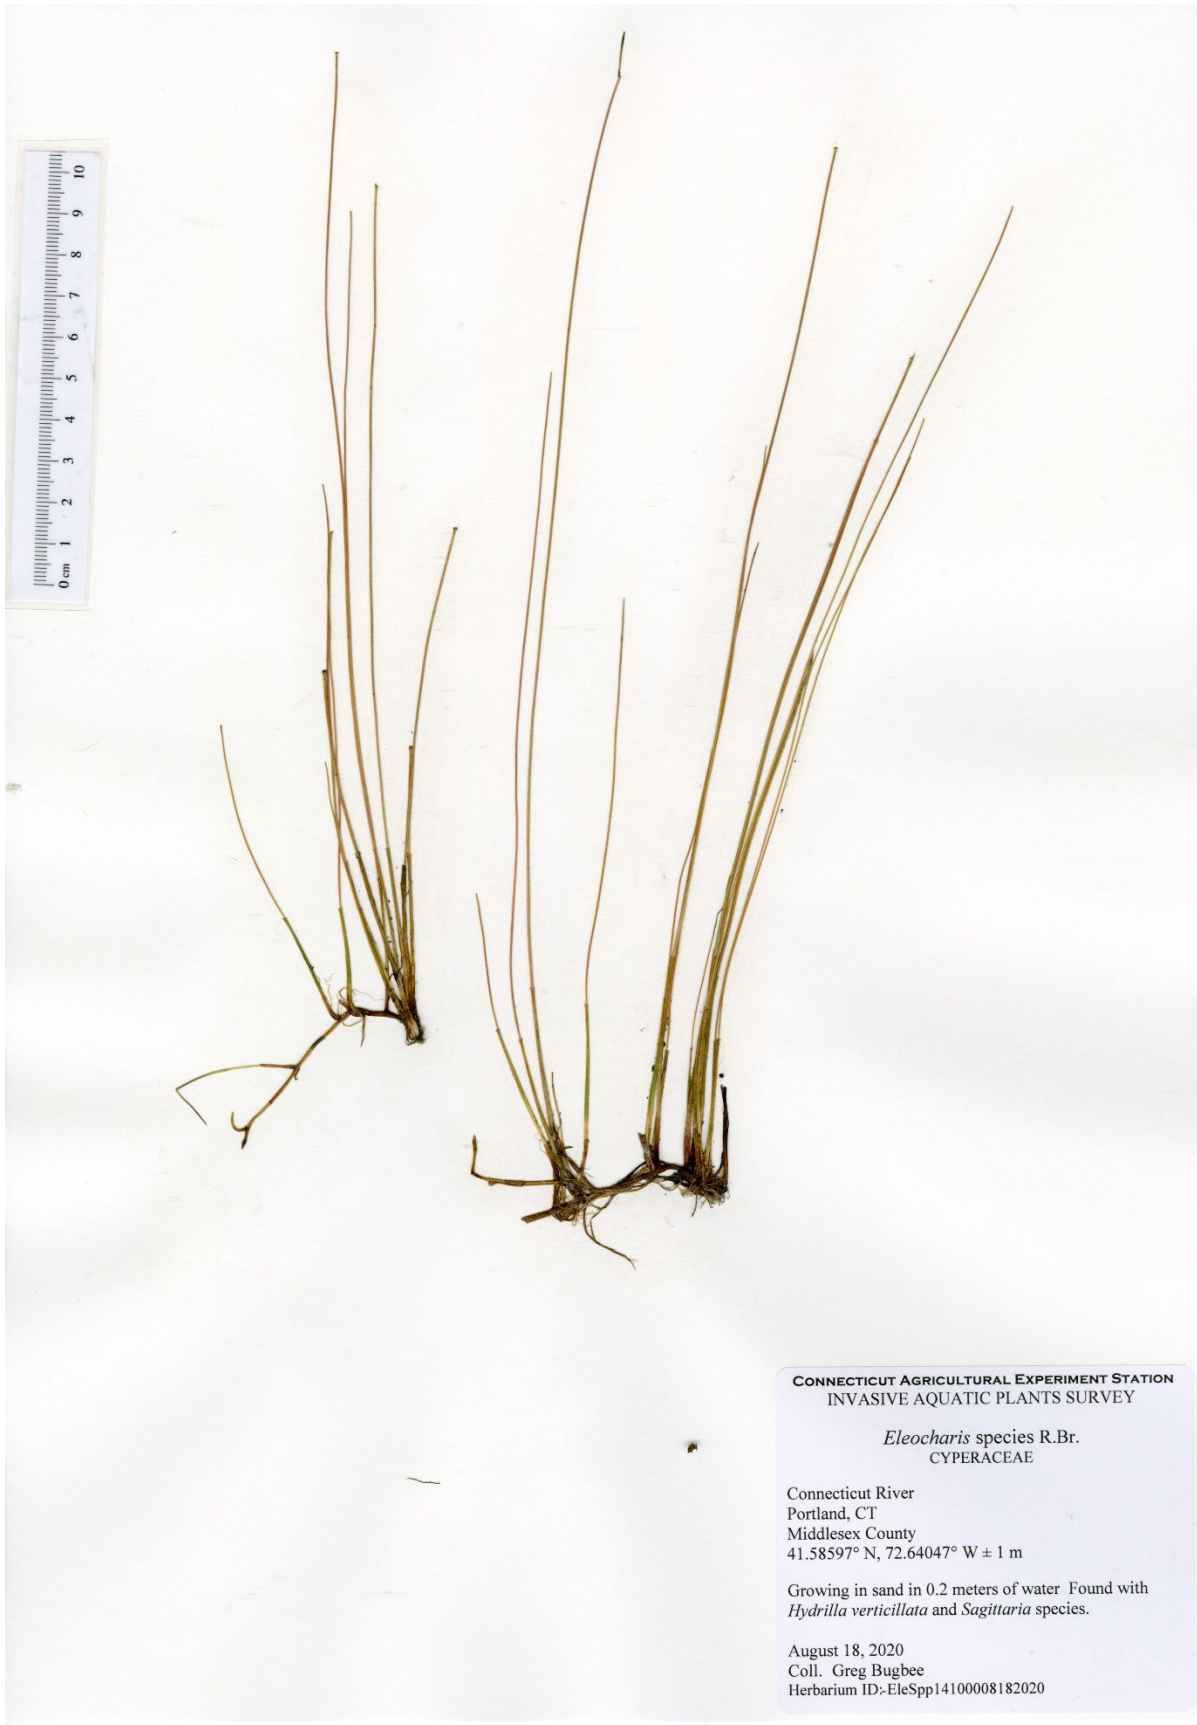 10
9
8
7
6
5
4
3
2
1
0 cm
CONNECTICUT AGRICULTURAL EXPERIMENT STATION
INVASIVE AQUATIC PLANTS SURVEY
Eleocharis species R.Br.
CYPERACEAE
Connecticut River
Portland, CT
Middlesex County
41.58597° N, 72.64047° W ± 1 m
Growing in sand in 0.2 meters of water Found with
Hydrilla verticillata and Sagittaria species.
August 18, 2020
Coll. Greg Bugbee
Herbarium ID:-EleSpp14100008182020